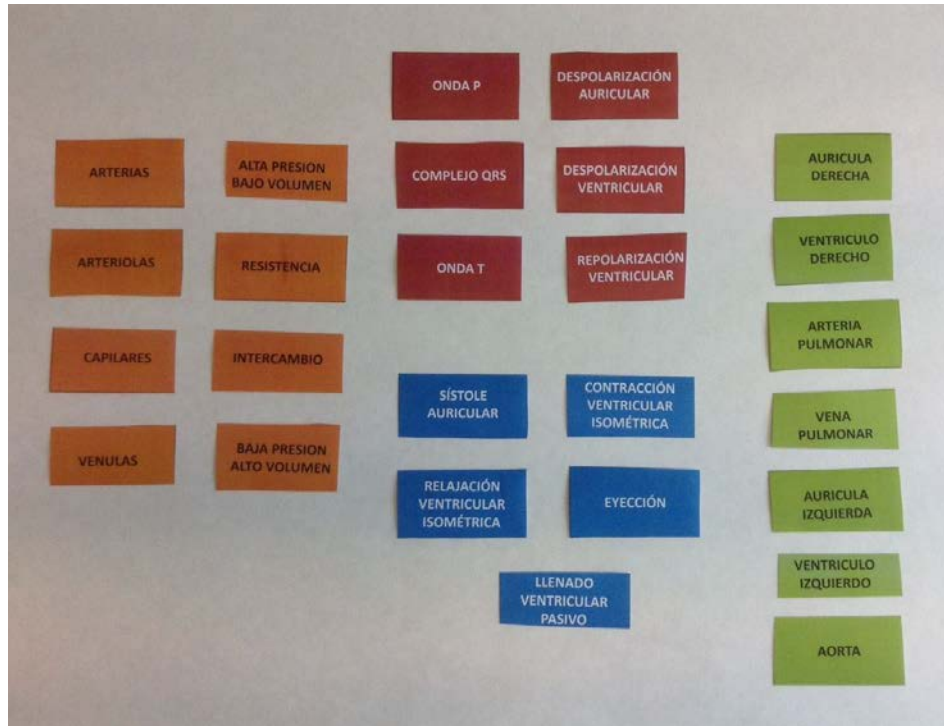 ARTERIAS
ALTA PRESION
BAJO VOLUMEN
ARTERIOLAS
RESISTENCIA
CAPILARES
INTERCAMBIO
VENULAS
BAJA PRESION
ALTO VOLUMEN
ONDA P
DESPOLARIZACIÓN
AURICULAR
COMPLEJO QRS
DESPOLARIZACIÓN
VENTRICULAR
ONDA T
REPOLARIZACIÓN
VENTRICULAR
SÍSTOLE
AURICULAR
CONTRACCIÓN
VENTRICULAR
ISOMÉTRICA
RELAJACIÓN
VENTRICULAR
ISOMÉTRICA
EYECCIÓN
LLENADO
VENTRICULAR
PASIVO
AURICULA
DERECHA
VENTRICULO
DERECHO
ARTERIA
PULMONAR
VENA
PULMONAR
AURICULA
IZQUIERDA
VENTRICULO
IZQUIERDO
AORTA